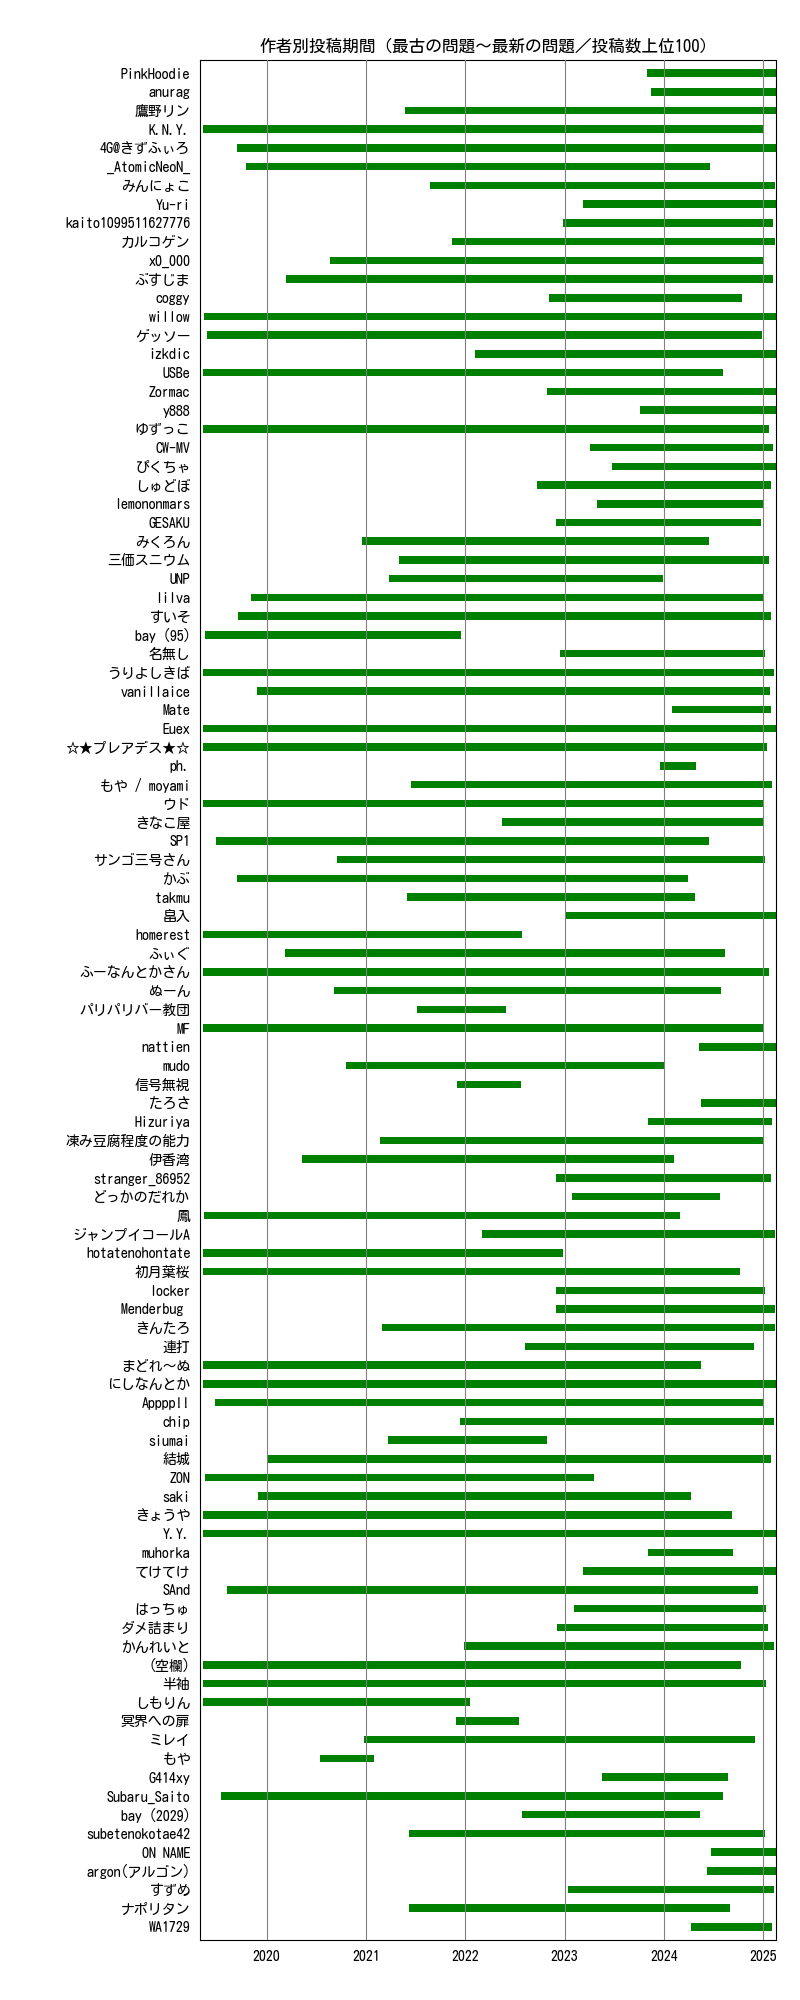 作者別投稿期間 (最古の問題〜最新の問題／投稿数上位100)
PinkHoodie
anurag
鷹野リン
K.N.Y.
4G@きずふぃろ
_AtomicNeoN_
みんにょこ
Yu-ri
kaito1099511627776
カルコゲン
x0_000
ぷすじま
coggy
willow
ゲッソー
izkdic
USBe
Zormac
y888
ゆずっこ
CW-MV
ぴくちゃ
しゅどぼ
lemononmars
GESAKU
みくろん
三価スニウム
UNP
lilva
すいそ
bay (95)
名無し
うりよしきば
vanillaice
Mate
Euex
☆★プレアデス★☆
ph.
もや / moyami
ウド
きなこ屋
SP1
サンゴ三号さん
かぶ
takmu
畠入
homerest
ふぃぐ
ふーなんとかさん
ぬーん
パリパリバー教団
MF
nattien
mudo
信号無視
たろさ
Hizuriya
凍み豆腐程度の能力
伊香湾
stranger_86952
どっかのだれか
鳳
ジャンプイコールA
hotatenohontate
初月葉桜
locker
Menderbug
きんたろ
連打
まどれ〜ぬ
にしなんとか
Appppll
chip
siumai
結城
ZON
saki
きょうや
Y.Y.
muhorka
てけてけ
SAnd
はっちゅ
ダメ詰まり
かんれいと
(空欄)
半袖
しもりん
冥界への扉
ミレイ
もや
G414xy
Subaru_Saito
bay (2029)
subetenokotae42
ON NAME
argon(アルゴン)
すずめ
ナポリタン
WA1729
2020 2021 2022 2023 2024 2025